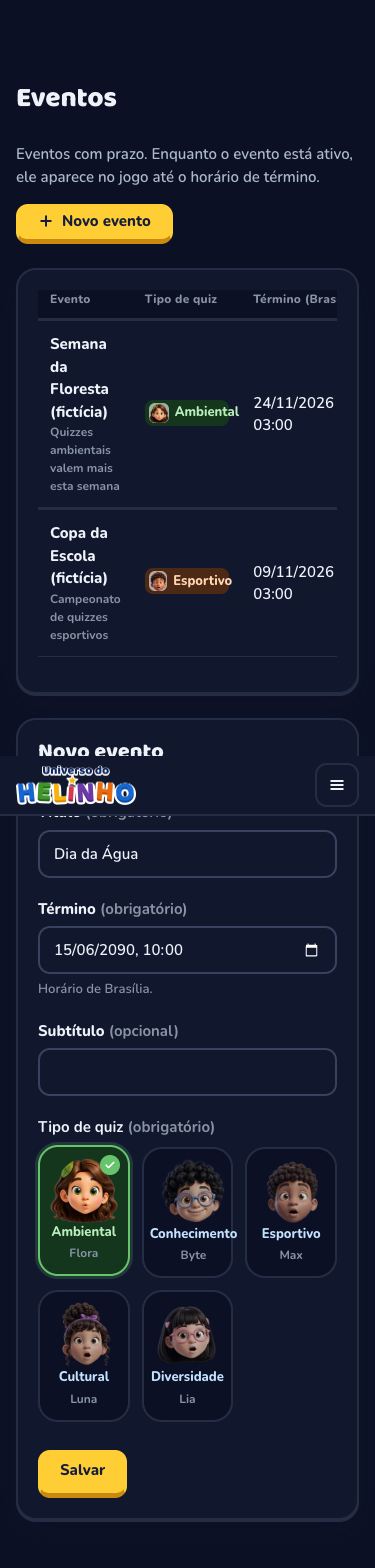 Eventos
Eventos com prazo. Enquanto o evento está ativo,
ele aparece no jogo até o horário de término.
+ Novo evento
Evento Tipo de quiz Término (Bras
Semana
da
Floresta
(fictícia)
Quizzes
ambientais
valem mais
esta semana
Ambiental
24/11/2026
03:00
Copa da
Escola
(fictícia)
Campeonato
de quizzes
esportivos
Esportivo
09/11/2026
03:00
Novo evento
Universo do
HELINHO
Título (obrigatório)
Dia da Água
Término (obrigatório)
15/06/2090, 10:00
Horário de Brasília.
Subtítulo (opcional)
Tipo de quiz (obrigatório)
Ambiental
Flora
Conhecimento
Byte
Esportivo
Max
Cultural
Luna
Diversidade
Lia
Salvar